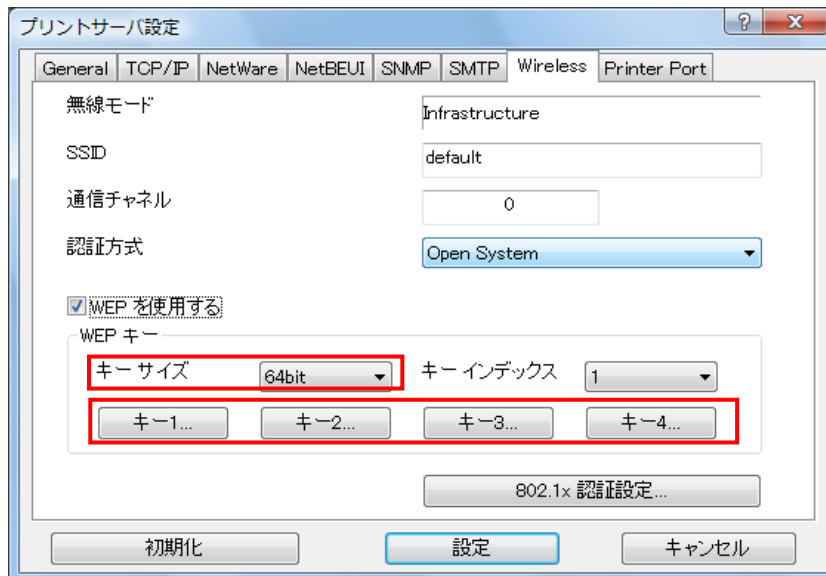 プリントサーバ設定
General TCP/IP NetWare NetBEUI SNMP SMTP Wireless Printer Port
無線モード Infrastructure
SSID default
通信チャネル 0
認証方式 Open System
WEP を使用する
WEP キー
キー サイズ 64bit キー インデックス 1
キー1... キー2... キー3... キー4...
802.1x 認証設定...
初期化 設定 キャンセル